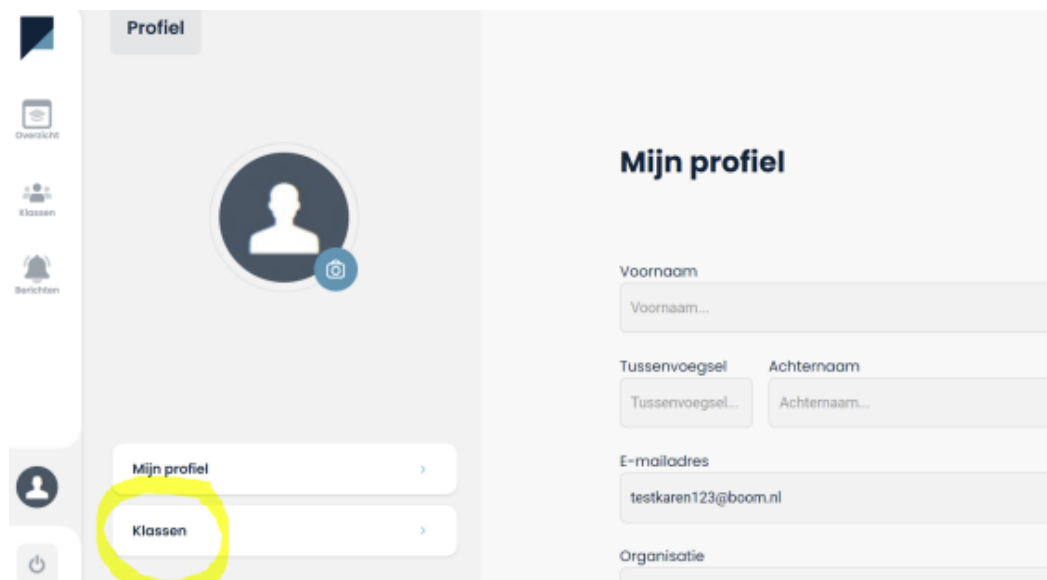 Profiel
Overzicht
Klassen
Berichten
Mijn profiel
Klassen
Mijn profiel
Voornaam
Voornaam...
Tussenvoegsel Achternaam
Tussenvoegsel... Achternaam...
E-mailadres
testkaren123@boom.nl
Organisatie